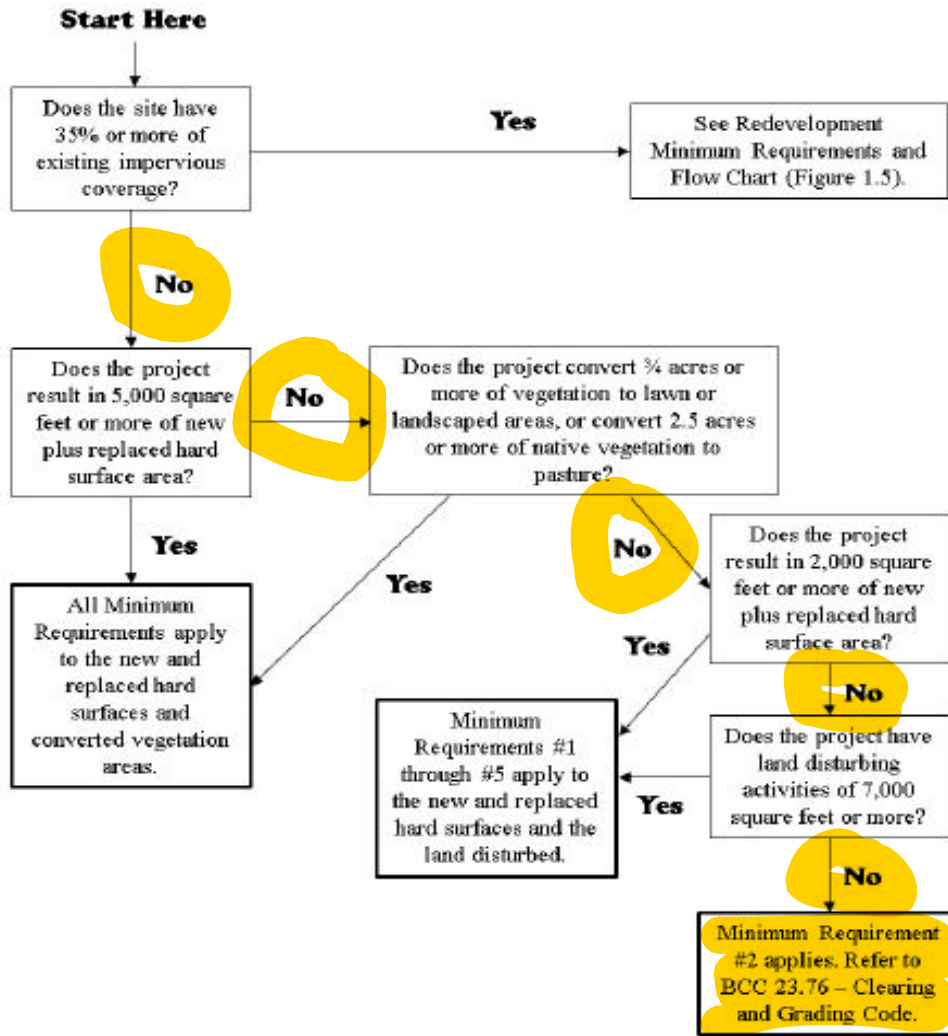 Start Here
Does the site have
35% or more of
existing impervious
coverage?
Yes
See Redevelopment
Minimum Requirements and
Flow Chart (Figure 1.5).
No
Does the project
result in 5,000 square
feet or more of new
plus replaced hard
surface area?
No
Does the project convert ¾ acres or
more of vegetation to lawn or
landscaped areas, or convert 2.5 acres
or more of native vegetation to
pasture?
Yes
All Minimum
Requirements apply
to the new and
replaced hard
surfaces and
converted vegetation
areas.
Yes
No
Does the project
result in 2,000 square
feet or more of new
plus replaced hard
surface area?
Yes
Minimum
Requirements #1
through #5 apply to
the new and replaced
hard surfaces and the
land disturbed.
No
Does the project have
land disturbing
activities of 7,000
square feet or more?
Yes
No
Minimum Requirement
#2 applies. Refer to
BCC 23.76 – Clearing
and Grading Code.